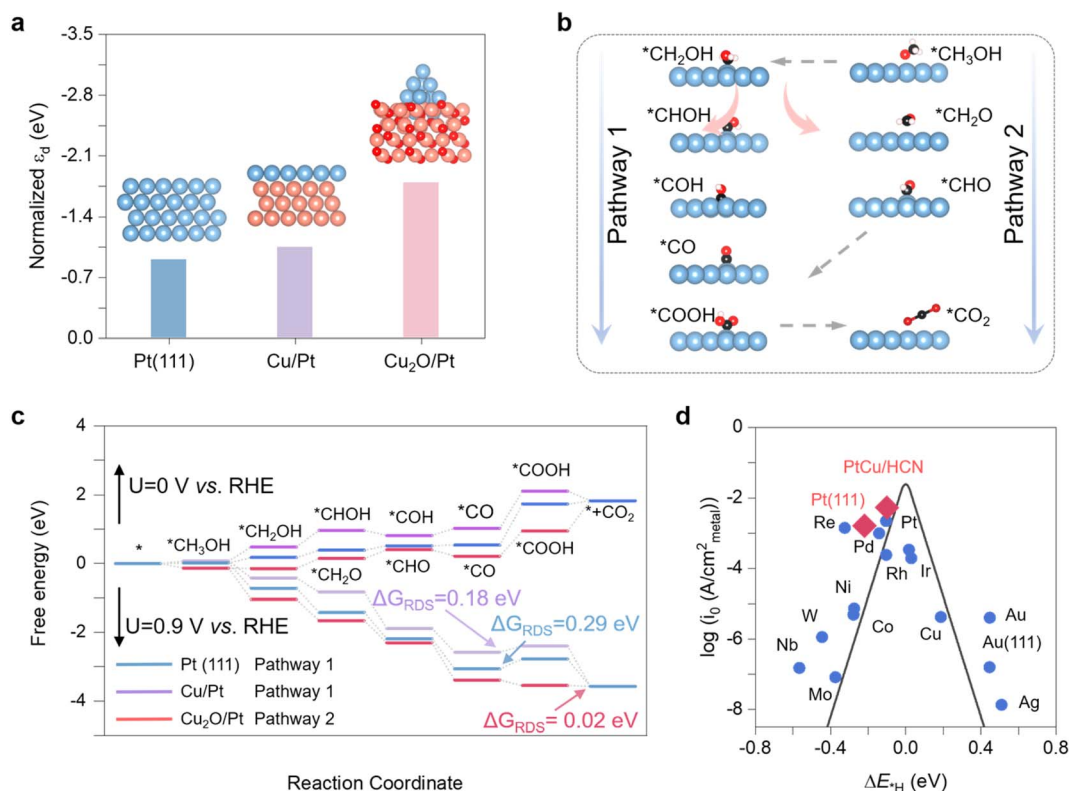 a
Normalized εd (eV)
-3.5
-2.8
-2.1
-1.4
-0.7
0.0
Pt(111)
Cu/Pt
Cu₂O/Pt
b
Pathway 1
Pathway 2
*CH₂OH
*CH₃OH
*CHOH
*CH₂O
*COH
*CHO
*CO
*COOH
*CO₂
c
Free energy (eV)
4
2
0
-2
-4
U=0 V vs. RHE
U=0.9 V vs. RHE
*
*CH₃OH
*CH₂OH
*CHOH
*COH
*CO
*COOH
*+CO₂
*CH₂O
*CHO
*CO
*COOH
ΔG_RDS=0.18 eV
ΔG_RDS=0.29 eV
ΔG_RDS= 0.02 eV
Pt (111) Pathway 1
Cu/Pt Pathway 1
Cu₂O/Pt Pathway 2
Reaction Coordinate
d
log (i₀ (A/cm²metal))
0
-2
-4
-6
-8
PtCu/HCN
Pt(111)
Re
Pt
Pd
Rh
Ir
Ni
Co
W
Cu
Au
Nb
Au(111)
Mo
Ag
-0.8
-0.4
0.0
0.4
0.8
ΔE*H (eV)